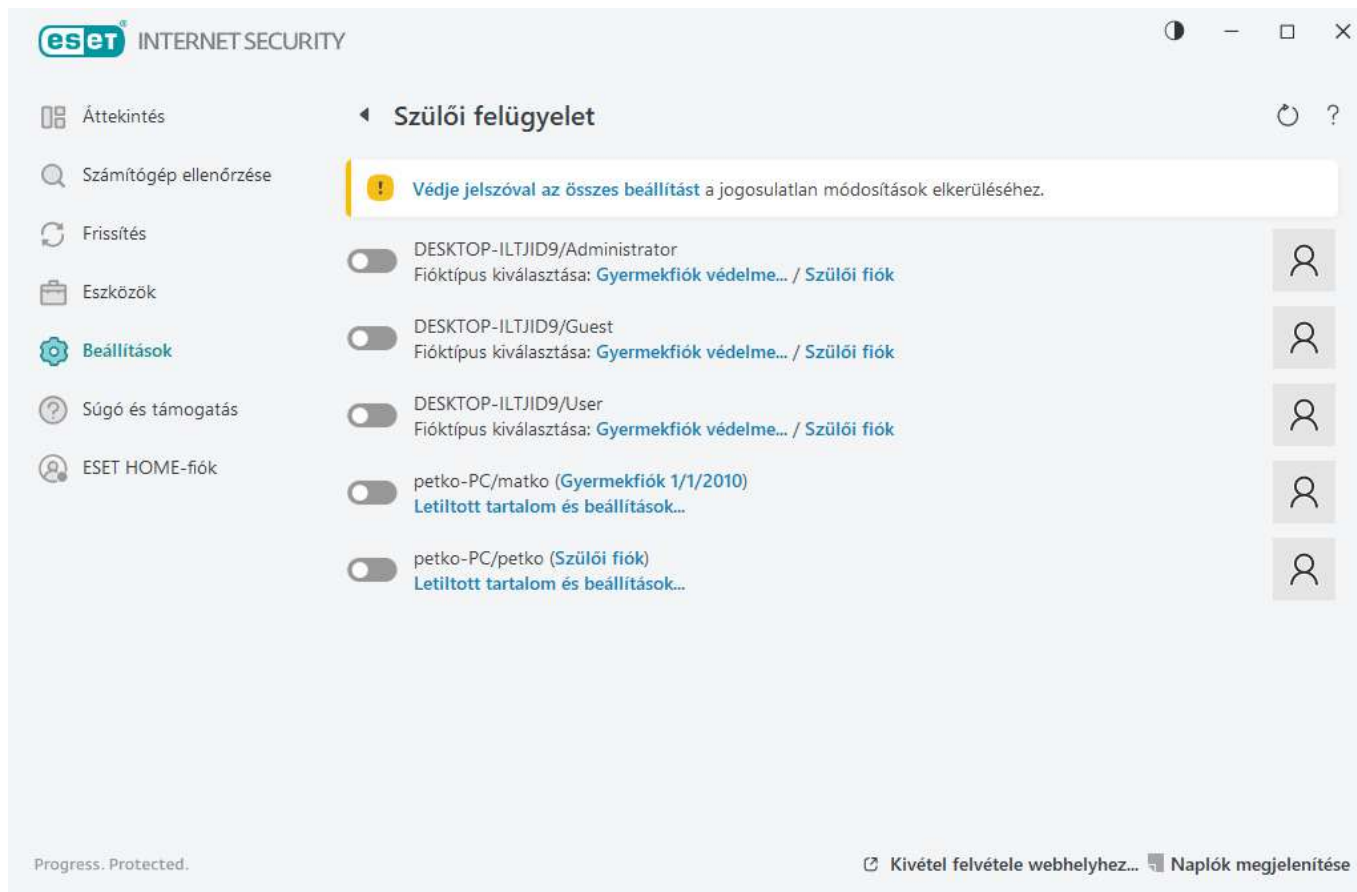 eset® INTERNET SECURITY
Áttekintés
Számítógép ellenőrzése
Frissítés
Eszközök
Beállítások
Súgó és támogatás
ESET HOME-fiók
Szülői felügyelet
?
! Védje jelszóval az összes beállítást a jogosulatlan módosítások elkerüléséhez.
DESKTOP-ILTJID9/Administrator
Fióktípus kiválasztása: Gyermekfiók védelme... / Szülői fiók
DESKTOP-ILTJID9/Guest
Fióktípus kiválasztása: Gyermekfiók védelme... / Szülői fiók
DESKTOP-ILTJID9/User
Fióktípus kiválasztása: Gyermekfiók védelme... / Szülői fiók
petko-PC/matko (Gyermekfiók 1/1/2010)
Letiltott tartalom és beállítások...
petko-PC/petko (Szülői fiók)
Letiltott tartalom és beállítások...
Progress. Protected.
Kivétel felvétele webhelyhez... Naplók megjelenítése